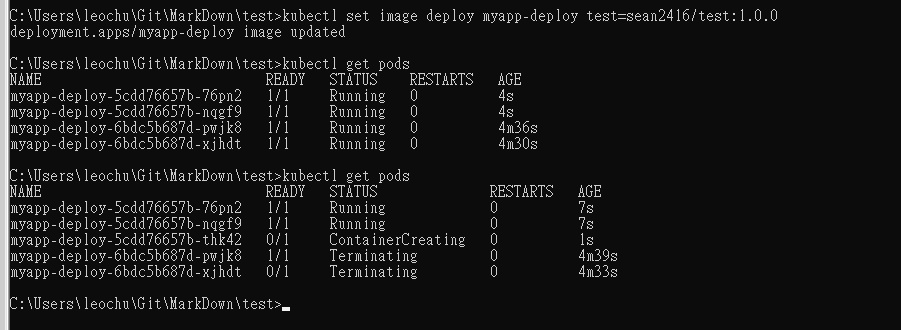 C:\Users\leochu\Git\MarkDown\test>kubectl set image deploy myapp-deploy test=sean2416/test:1.0.0
deployment.apps/myapp-deploy image updated
C:\Users\leochu\Git\MarkDown\test>kubectl get pods
NAME READY STATUS RESTARTS AGE
myapp-deploy-5cdd76657b-76pn2 1/1 Running 0 4s
myapp-deploy-5cdd76657b-nqgf9 1/1 Running 0 4s
myapp-deploy-6bdc5b687d-pwjk8 1/1 Running 0 4m36s
myapp-deploy-6bdc5b687d-xjhdt 1/1 Running 0 4m30s
C:\Users\leochu\Git\MarkDown\test>kubectl get pods
NAME READY STATUS RESTARTS AGE
myapp-deploy-5cdd76657b-76pn2 1/1 Running 0 7s
myapp-deploy-5cdd76657b-nqgf9 1/1 Running 0 7s
myapp-deploy-5cdd76657b-thk42 0/1 ContainerCreating 0 1s
myapp-deploy-6bdc5b687d-pwjk8 1/1 Terminating 0 4m39s
myapp-deploy-6bdc5b687d-xjhdt 0/1 Terminating 0 4m33s
C:\Users\leochu\Git\MarkDown\test>